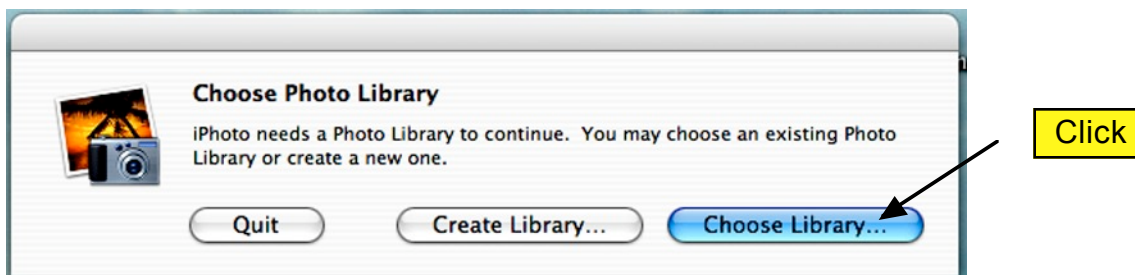 Choose Photo Library
iPhoto needs a Photo Library to continue. You may choose an existing Photo
Library or create a new one.
Quit
Create Library...
Choose Library...
Click